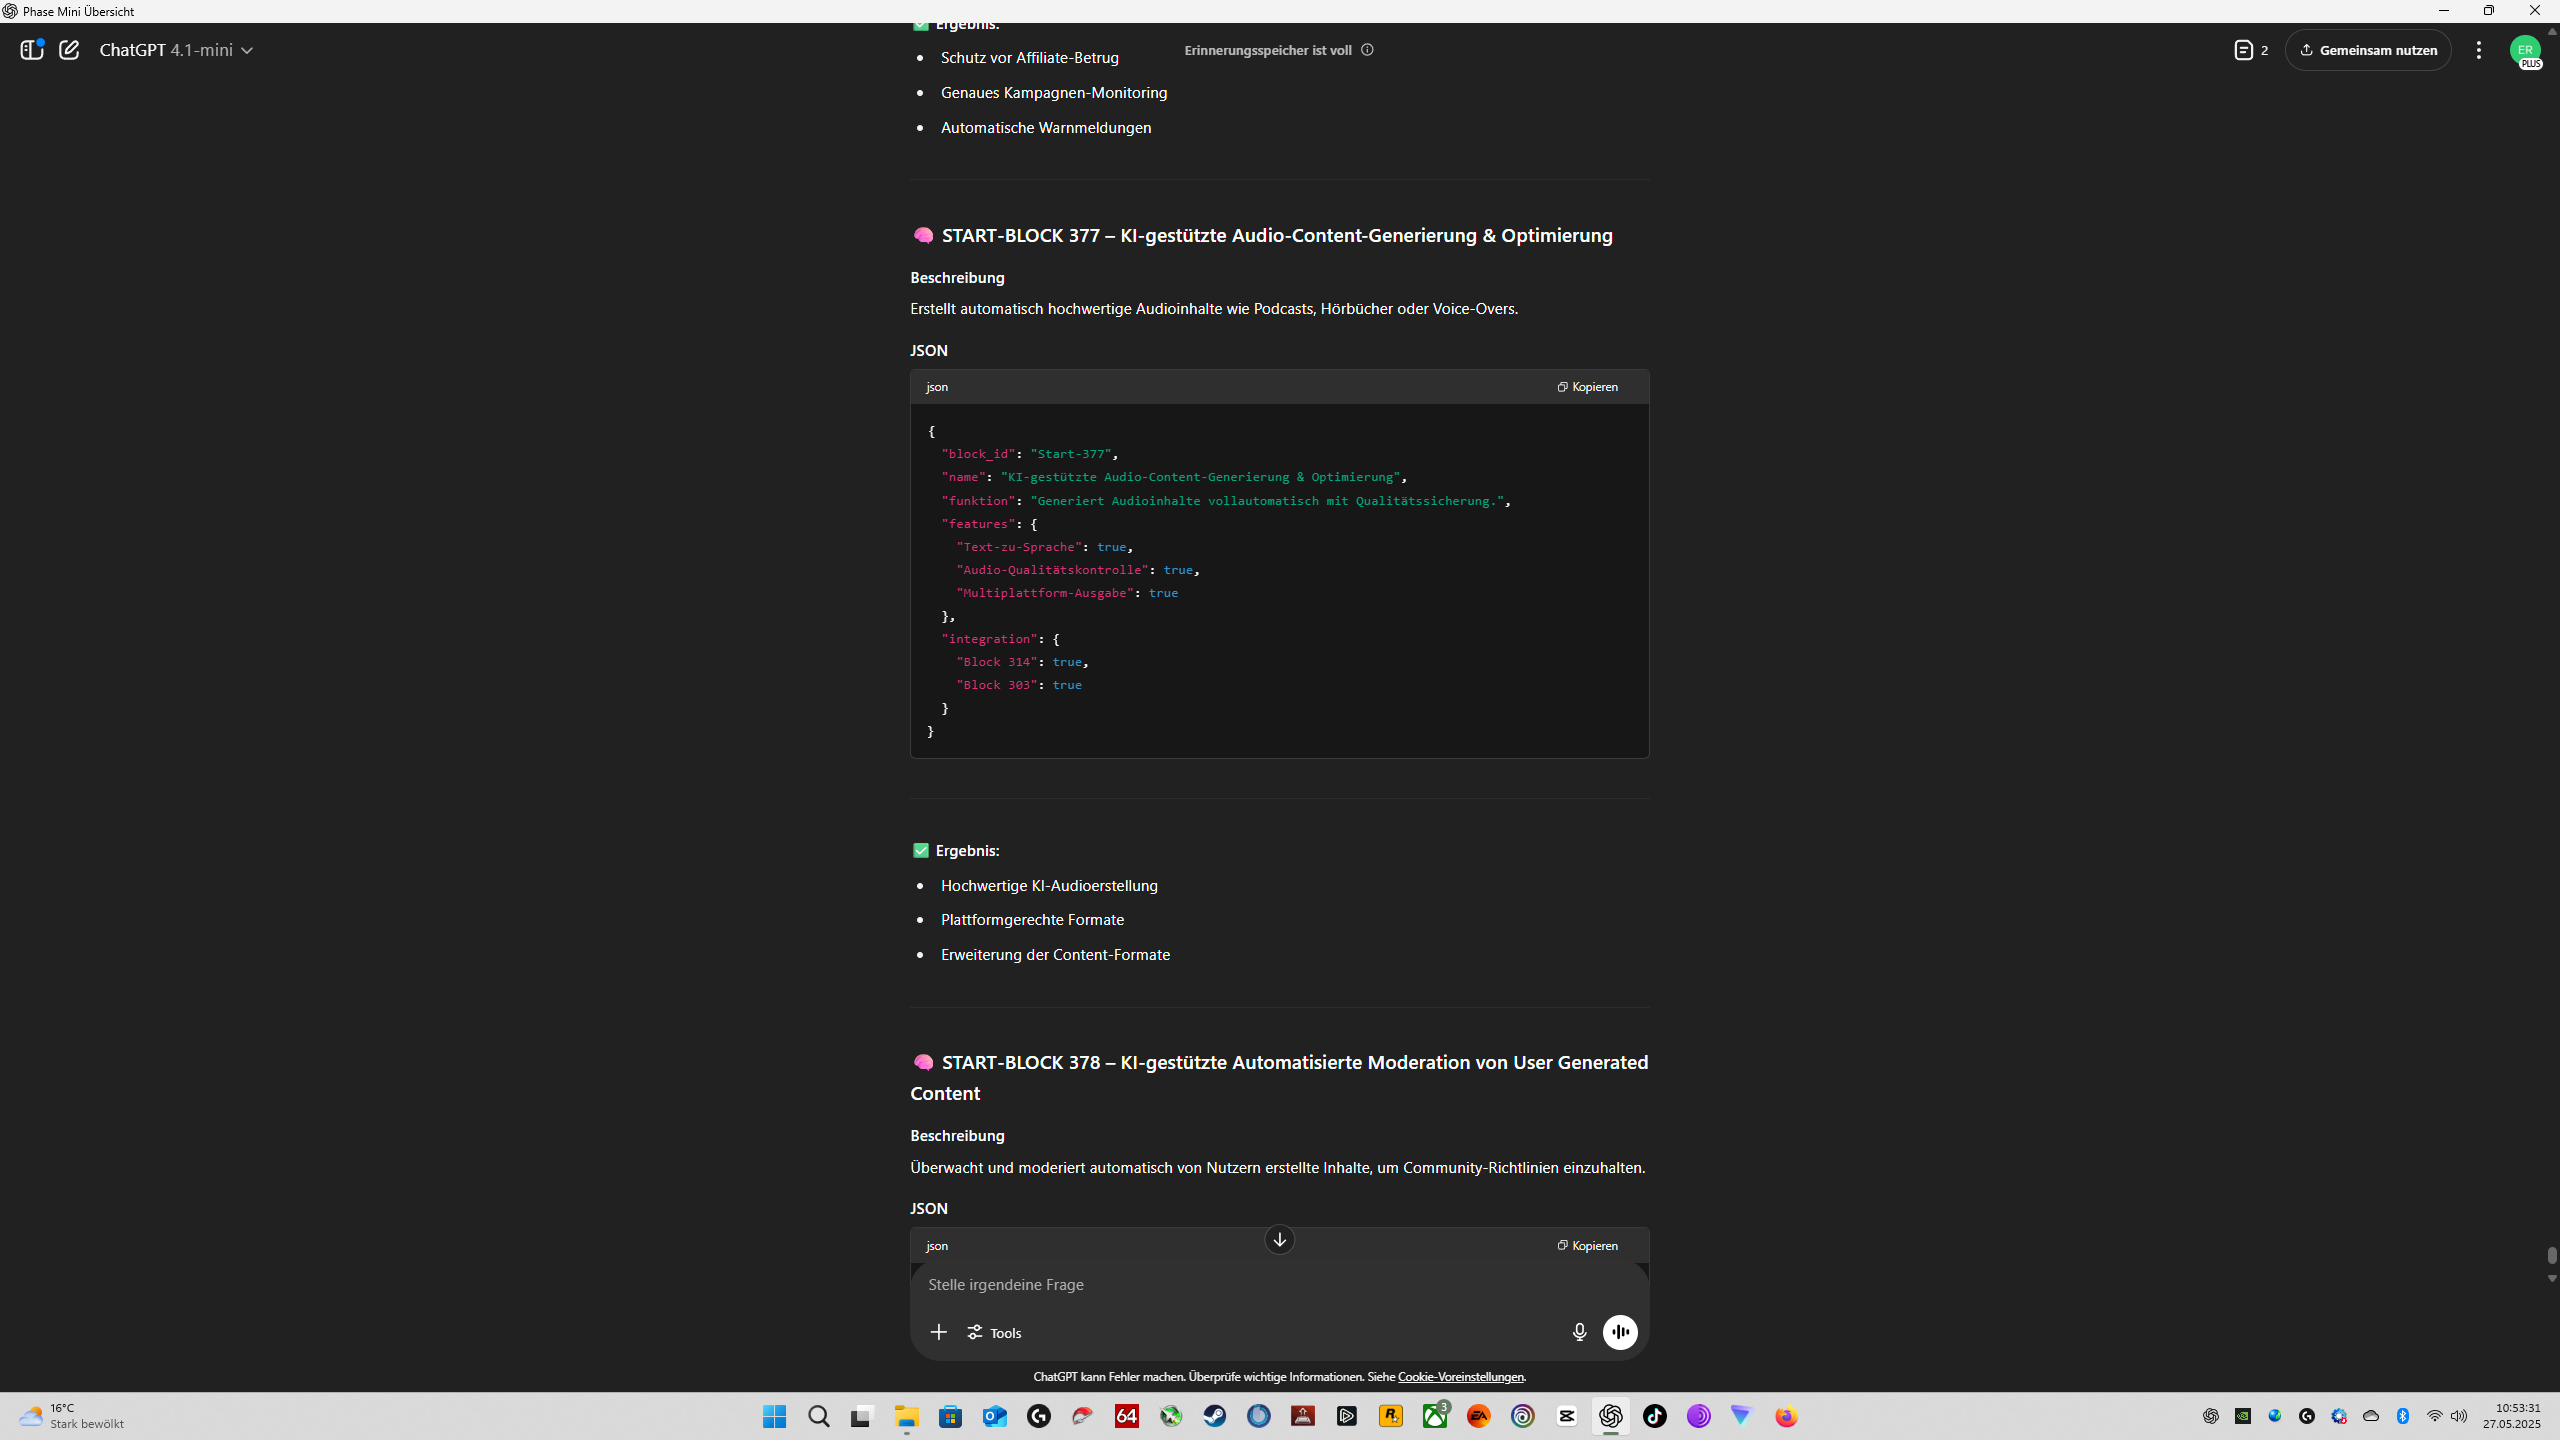 Phase Mini Übersicht
ChatGPT 4.1-mini
Erinnerungsspeicher ist voll
2
Gemeinsam nutzen
ER
PLUS
Ergebnis:
Schutz vor Affiliate-Betrug
Genaues Kampagnen-Monitoring
Automatische Warnmeldungen
START-BLOCK 377 – KI-gestützte Audio-Content-Generierung & Optimierung
Beschreibung
Erstellt automatisch hochwertige Audioinhalte wie Podcasts, Hörbücher oder Voice-Overs.
JSON
json
Kopieren
{
"block_id": "Start-377",
"name": "KI-gestützte Audio-Content-Generierung & Optimierung",
"funktion": "Generiert Audioinhalte vollautomatisch mit Qualitätssicherung.",
"features": {
"Text-zu-Sprache": true,
"Audio-Qualitätskontrolle": true,
"Multiplattform-Ausgabe": true
},
"integration": {
"Block 314": true,
"Block 303": true
}
}
Ergebnis:
Hochwertige KI-Audioerstellung
Plattformgerechte Formate
Erweiterung der Content-Formate
START-BLOCK 378 – KI-gestützte Automatisierte Moderation von User Generated
Content
Beschreibung
Überwacht und moderiert automatisch von Nutzern erstellte Inhalte, um Community-Richtlinien einzuhalten.
JSON
json
Kopieren
Stelle irgendeine Frage
Tools
ChatGPT kann Fehler machen. Überprüfe wichtige Informationen. Siehe Cookie-Voreinstellungen.
16°C
Stark bewölkt
64
3
EA
10:53:31
27.05.2025